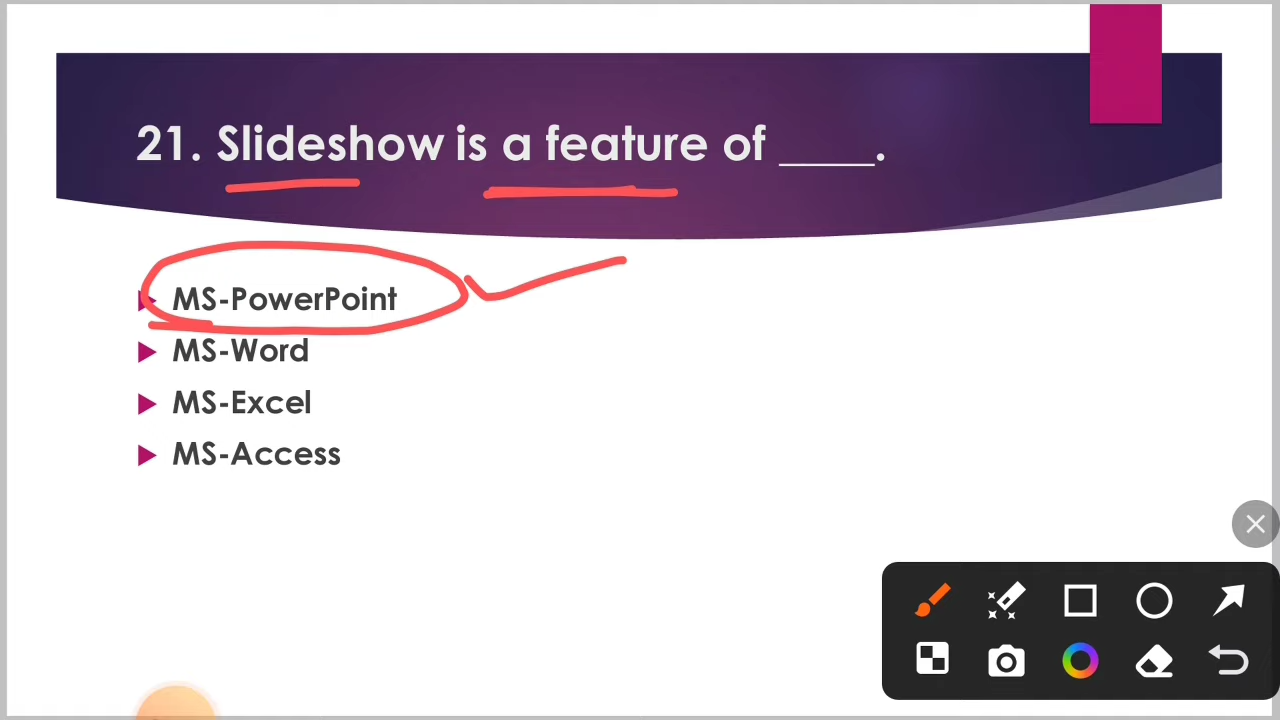 21. Slideshow is a feature of ____.
MS-PowerPoint
MS-Word
MS-Excel
MS-Access